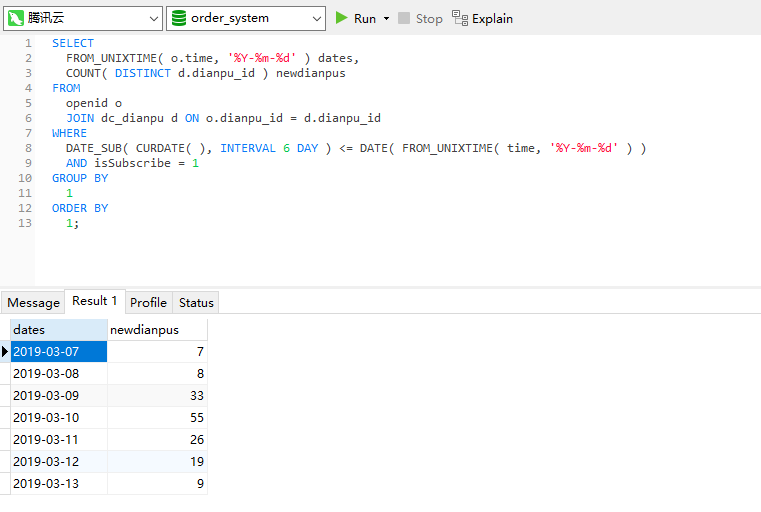 腾讯云 order_system Run Stop Explain
1 SELECT
2 FROM_UNIXTIME( o.time, '%Y-%m-%d' ) dates,
3 COUNT( DISTINCT d.dianpu_id ) newdianpus
4 FROM
5 openid o
6 JOIN dc_dianpu d ON o.dianpu_id = d.dianpu_id
7 WHERE
8 DATE_SUB( CURDATE( ), INTERVAL 6 DAY ) <= DATE( FROM_UNIXTIME( time, '%Y-%m-%d' ) )
9 AND isSubscribe = 1
10 GROUP BY
11 1
12 ORDER BY
13 1;
Message Result 1 Profile Status
dates newdianpus
2019-03-07 7
2019-03-08 8
2019-03-09 33
2019-03-10 55
2019-03-11 26
2019-03-12 19
2019-03-13 9